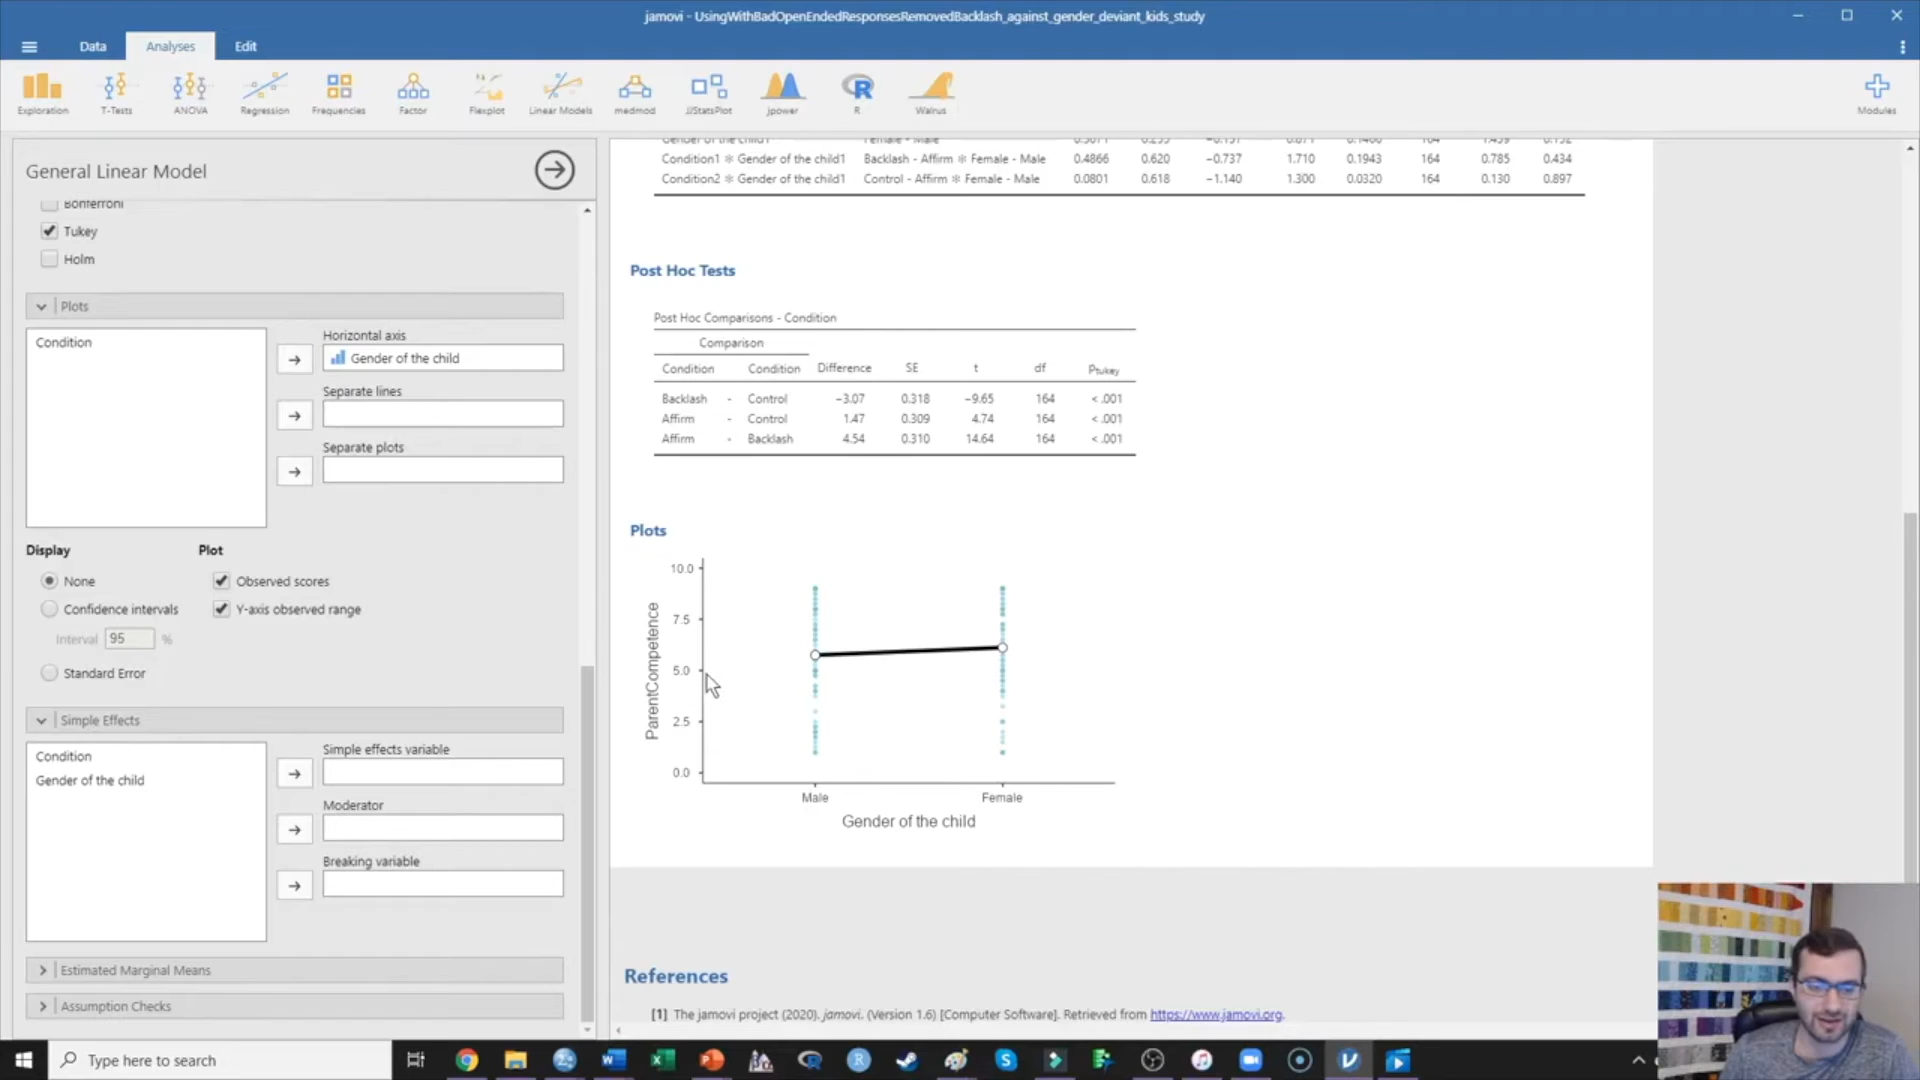 jamovi - UsingWithBadOpenEndedResponsesRemovedBacklash_against_gender_deviant_kids_study
Data Analyses Edit
Exploration T-Tests ANOVA Regression Frequencies Factor Flexplot Linear Models medmod JJStatsPlot jpower R Walrus Modules
General Linear Model
Bonferroni
Tukey
Holm
Plots
Condition
Horizontal axis
Gender of the child
Separate lines
Separate plots
Display Plot
None Observed scores
Confidence intervals Y-axis observed range
Interval 95 %
Standard Error
Simple Effects
Condition
Gender of the child
Simple effects variable
Moderator
Breaking variable
Estimated Marginal Means
Assumption Checks
Gender of the child1 Female - Male
Condition1 ✻ Gender of the child1 Backlash - Affirm ✻ Female - Male 0.4866 0.620 −0.737 1.710 0.1943 164 0.785 0.434
Condition2 ✻ Gender of the child1 Control - Affirm ✻ Female - Male 0.0801 0.618 −1.140 1.300 0.0320 164 0.130 0.897
Post Hoc Tests
Post Hoc Comparisons - Condition
Comparison
Condition Condition Difference SE t df ptukey
Backlash - Control −3.07 0.318 −9.65 164 < .001
Affirm - Control 1.47 0.309 4.74 164 < .001
Affirm - Backlash 4.54 0.310 14.64 164 < .001
Plots
10.0
7.5
5.0
2.5
0.0
ParentCompetence
Male Female
Gender of the child
References
[1] The jamovi project (2020). jamovi. (Version 1.6) [Computer Software]. Retrieved from https://www.jamovi.org.
Type here to search